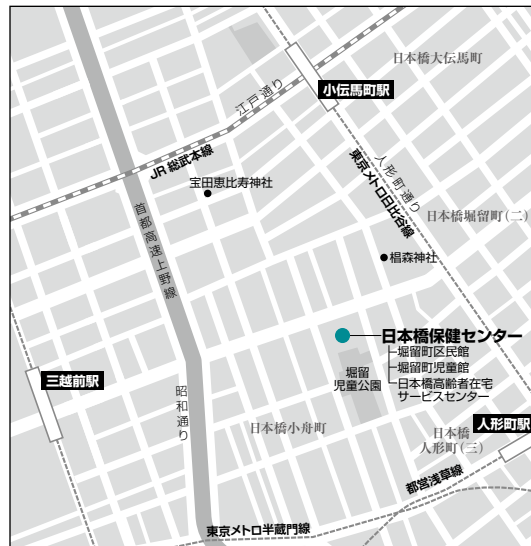 日本橋大伝馬町
小伝馬町駅
江戸通り
JR 総武本線
人形町通り
東京メトロ日比谷線
宝田恵比寿神社
日本橋堀留町(二)
首都高速上野線
椙森神社
日本橋保健センター
堀留町区民館
堀留町児童館
日本橋高齢者在宅
サービスセンター
堀留
児童公園
三越前駅
昭和通り
日本橋小舟町
人形町駅
日本橋
人形町(三)
都営浅草線
東京メトロ半蔵門線